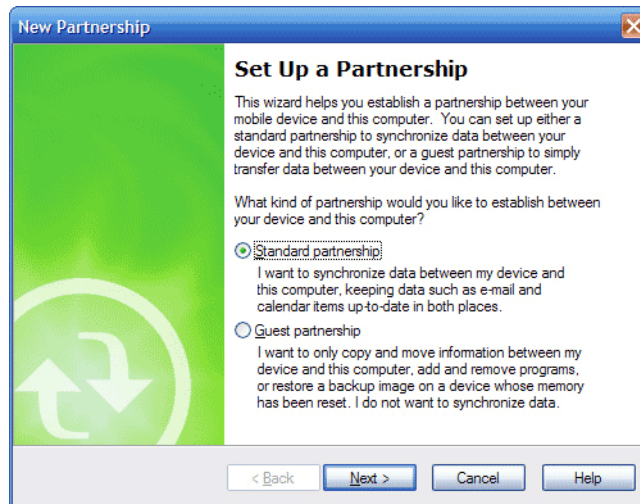 New Partnership
Set Up a Partnership
This wizard helps you establish a partnership between your
mobile device and this computer. You can set up either a
standard partnership to synchronize data between your
device and this computer, or a guest partnership to simply
transfer data between your device and this computer.
What kind of partnership would you like to establish between
your device and this computer?
Standard partnership
I want to synchronize data between my device and
this computer, keeping data such as e-mail and
calendar items up-to-date in both places.
Guest partnership
I want to only copy and move information between my
device and this computer, add and remove programs,
or restore a backup image on a device whose memory
has been reset. I do not want to synchronize data.
< Back Next > Cancel Help